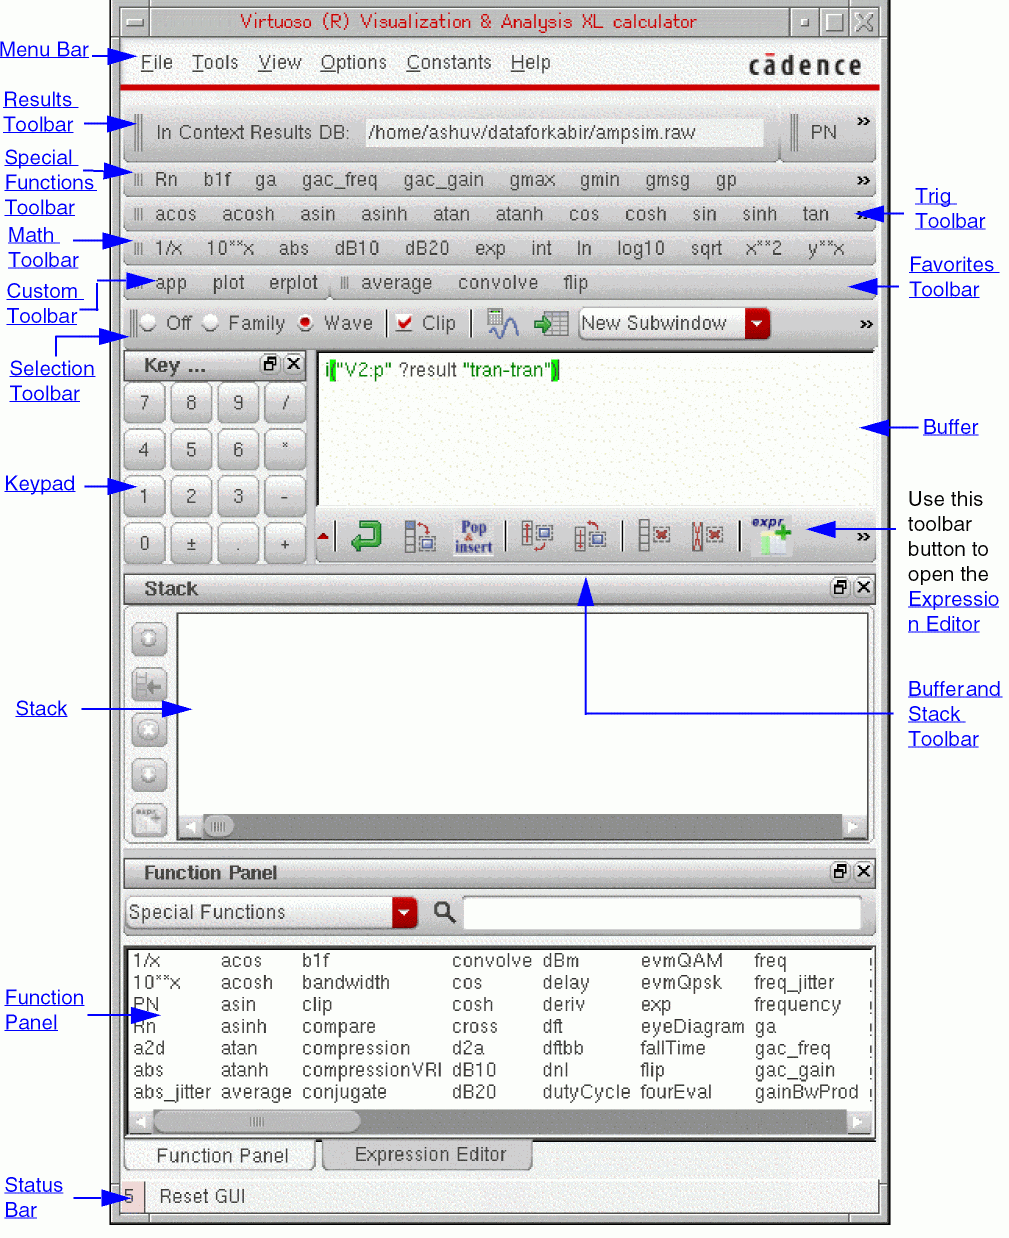 Virtuoso (R) Visualization & Analysis XL calculator
Menu Bar
File Tools View Options Constants Help
cādence
Results
Toolbar
In Context Results DB: /home/ashuv/dataforkabir/ampsim.raw PN »
Special
Functions
Toolbar
Rn b1f ga gac_freq gac_gain gmax gmin gmsg gp »
acos acosh asin asinh atan atanh cos cosh sin sinh tan »
Trig
Toolbar
Math
Toolbar
1/x 10**x abs dB10 dB20 exp int ln log10 sqrt x**2 y**x
Custom
Toolbar
app plot erplot average convolve flip
Favorites
Toolbar
Off Family Wave Clip New Subwindow »
Selection
Toolbar
Key ...
i("V2:p" ?result "tran-tran")
7 8 9 /
4 5 6 *
1 2 3 -
0 ± . +
Keypad
Buffer
Pop
&
insert
expr
»
Use this
toolbar
button to
open the
Expressio
n Editor
Stack
Stack
expr
Buffer and
Stack
Toolbar
Function Panel
Special Functions
1/x acos b1f convolve dBm evmQAM freq
10**x acosh bandwidth cos delay evmQpsk freq_jitter
PN asin clip cosh deriv exp frequency
Rn asinh compare cross dft eyeDiagram ga
a2d atan compression d2a dftbb fallTime gac_freq
abs atanh compressionVRI dB10 dnl flip gac_gain
abs_jitter average conjugate dB20 dutyCycle fourEval gainBwProd
Function
Panel
Function Panel Expression Editor
Status
Bar
5 Reset GUI